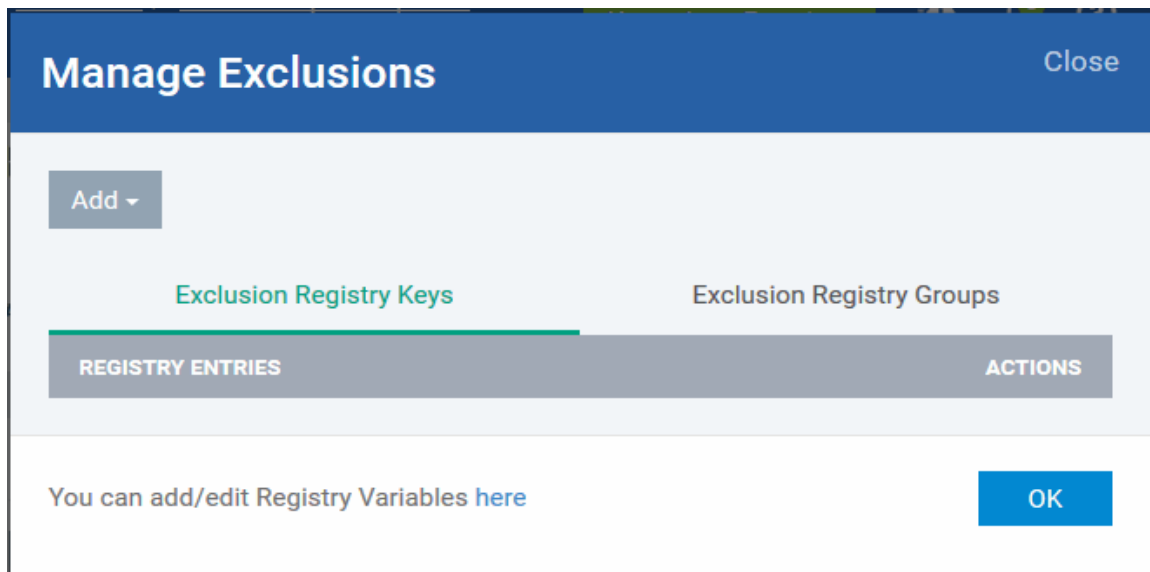 Manage Exclusions
Close
Add
Exclusion Registry Keys
Exclusion Registry Groups
REGISTRY ENTRIES
ACTIONS
You can add/edit Registry Variables here
OK